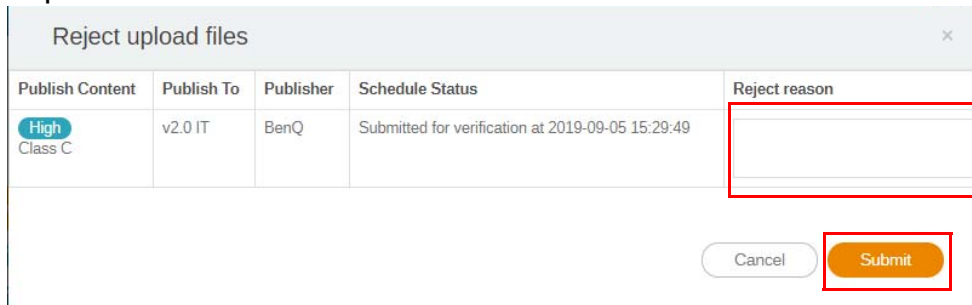 Reject upload files ×
Publish Content Publish To Publisher Schedule Status Reject reason
High v2.0 IT BenQ Submitted for verification at 2019-09-05 15:29:49
Class C
Cancel Submit